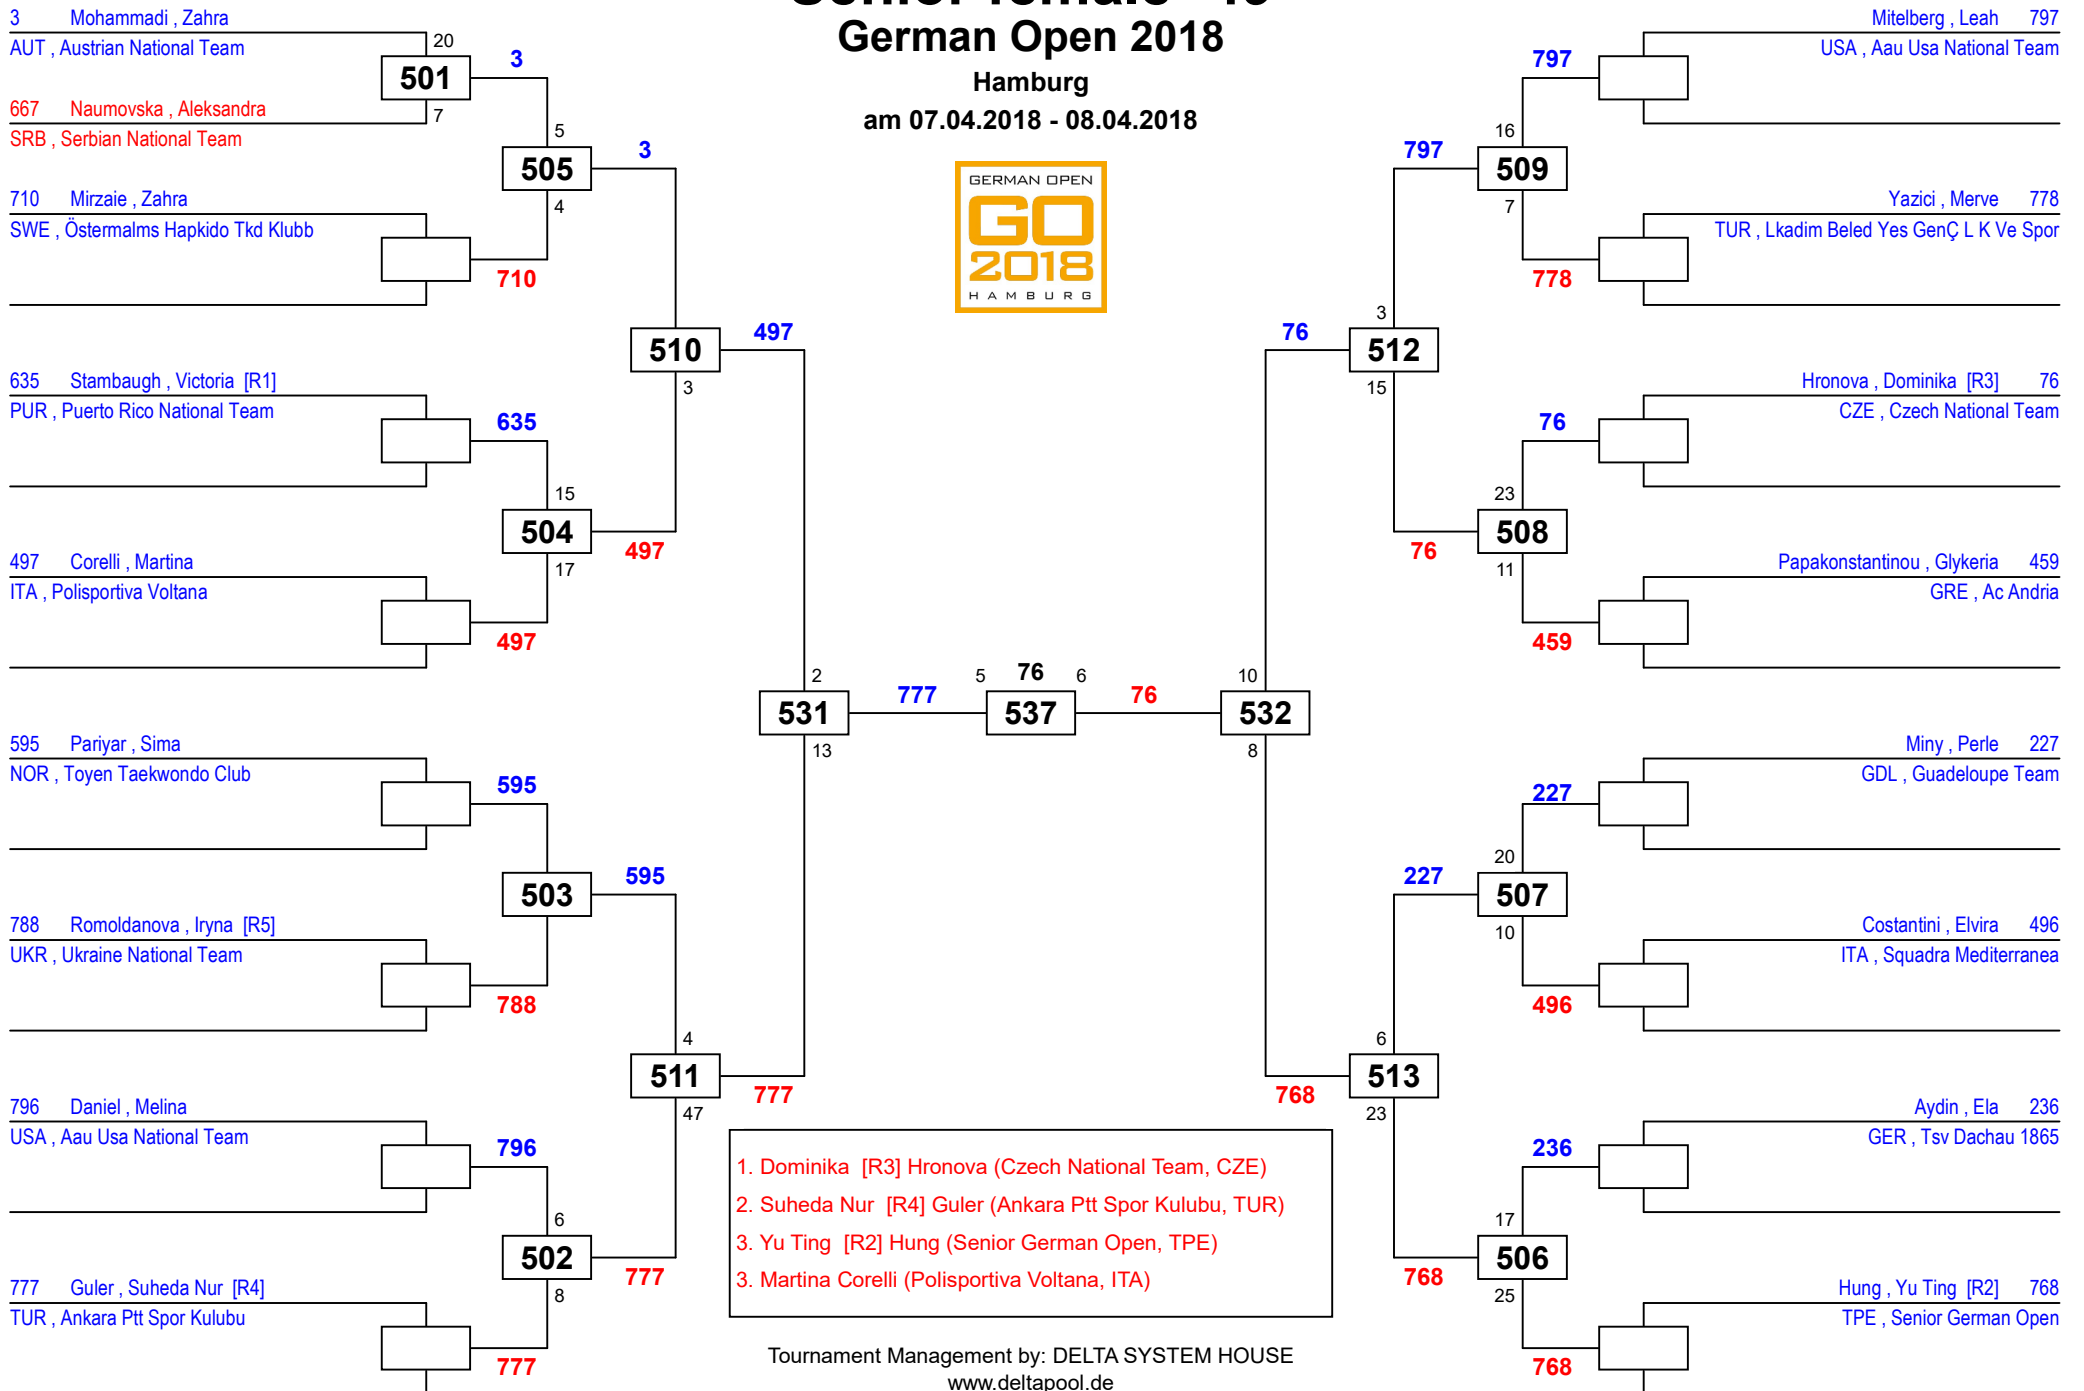 Senior female -49
German Open 2018
Hamburg
am 07.04.2018 - 08.04.2018
GERMAN OPEN
GO
2018
HAMBURG
3 Mohammadi , Zahra
AUT , Austrian National Team
20
501
3
667 Naumovska , Aleksandra
7
SRB , Serbian National Team
5
505
3
710 Mirzaie , Zahra
4
SWE , Östermalms Hapkido Tkd Klubb
710
510
497
3
635 Stambaugh , Victoria [R1]
PUR , Puerto Rico National Team
635
15
504
497
17
497 Corelli , Martina
ITA , Polisportiva Voltana
497
2
531
777
13
595 Pariyar , Sima
NOR , Toyen Taekwondo Club
595
503
595
788 Romoldanova , Iryna [R5]
UKR , Ukraine National Team
788
4
511
777
47
796 Daniel , Melina
USA , Aau Usa National Team
796
6
502
777
8
777 Guler , Suheda Nur [R4]
TUR , Ankara Ptt Spor Kulubu
777
5 76 6
537
76
Mitelberg , Leah 797
USA , Aau Usa National Team
797
16
509
797
7
Yazici , Merve 778
TUR , Lkadim Beled Yes GenÇ L K Ve Spor
778
3
512
76
15
Hronova , Dominika [R3] 76
CZE , Czech National Team
76
23
508
76
11
Papakonstantinou , Glykeria 459
GRE , Ac Andria
459
10
532
8
Miny , Perle 227
GDL , Guadeloupe Team
227
20
507
227
10
Costantini , Elvira 496
ITA , Squadra Mediterranea
496
6
513
768
23
Aydin , Ela 236
GER , Tsv Dachau 1865
236
17
506
768
25
Hung , Yu Ting [R2] 768
TPE , Senior German Open
768
1. Dominika [R3] Hronova (Czech National Team, CZE)
2. Suheda Nur [R4] Guler (Ankara Ptt Spor Kulubu, TUR)
3. Yu Ting [R2] Hung (Senior German Open, TPE)
3. Martina Corelli (Polisportiva Voltana, ITA)
Tournament Management by: DELTA SYSTEM HOUSE
www.deltapool.de